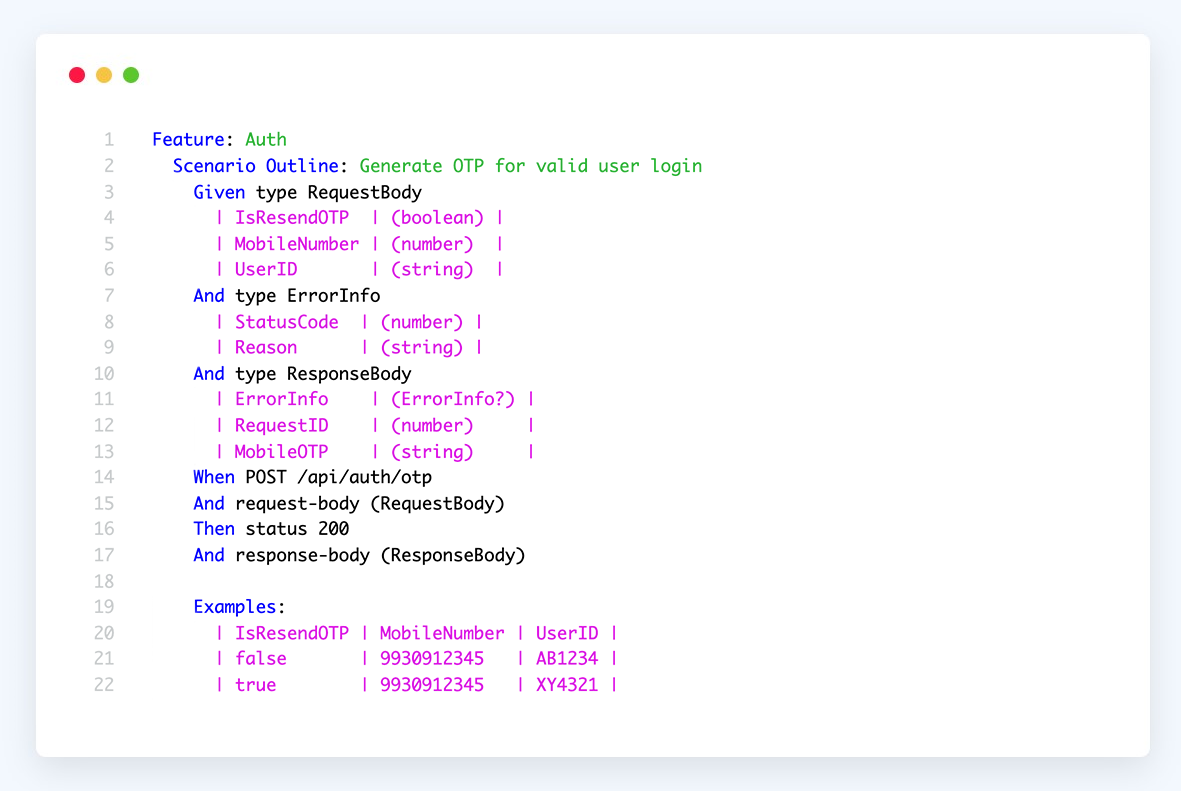 1 Feature: Auth
2   Scenario Outline: Generate OTP for valid user login
3     Given type RequestBody
4       | IsResendOTP  | (boolean) |
5       | MobileNumber | (number)  |
6       | UserID       | (string)  |
7     And type ErrorInfo
8       | StatusCode  | (number) |
9       | Reason      | (string) |
10     And type ResponseBody
11       | ErrorInfo    | (ErrorInfo?) |
12       | RequestID    | (number)     |
13       | MobileOTP    | (string)     |
14     When POST /api/auth/otp
15     And request-body (RequestBody)
16     Then status 200
17     And response-body (ResponseBody)
18
19     Examples:
20       | IsResendOTP | MobileNumber | UserID |
21       | false       | 9930912345   | AB1234 |
22       | true        | 9930912345   | XY4321 |